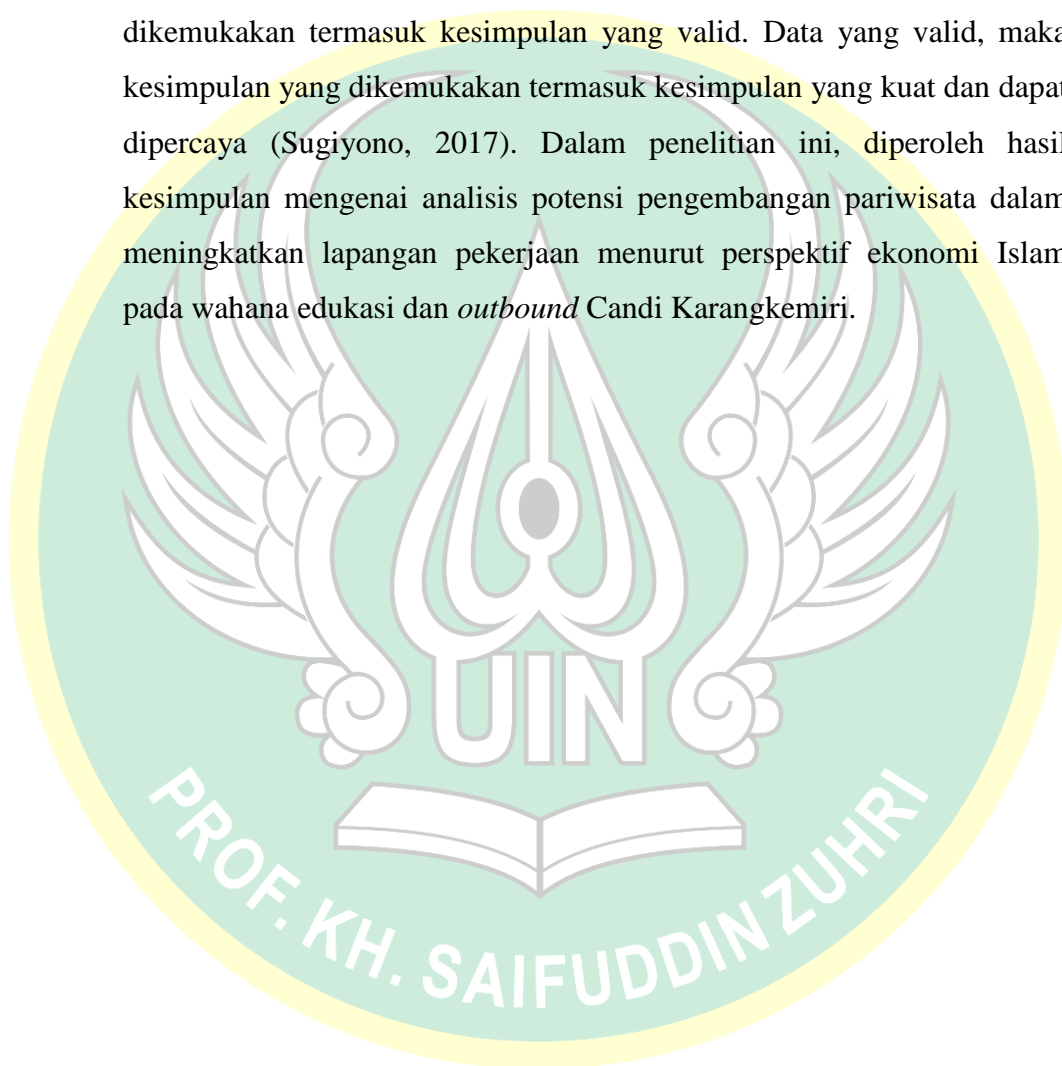 dikemukakan termasuk kesimpulan yang valid. Data yang valid, maka
kesimpulan yang dikemukakan termasuk kesimpulan yang kuat dan dapat
dipercaya (Sugiyono, 2017). Dalam penelitian ini, diperoleh hasil
kesimpulan mengenai analisis potensi pengembangan pariwisata dalam
meningkatkan lapangan pekerjaan menurut perspektif ekonomi Islam
pada wahana edukasi dan outbound Candi Karangkemiri.
UIN
PROF. KH. SAIFUDDIN ZUHRI